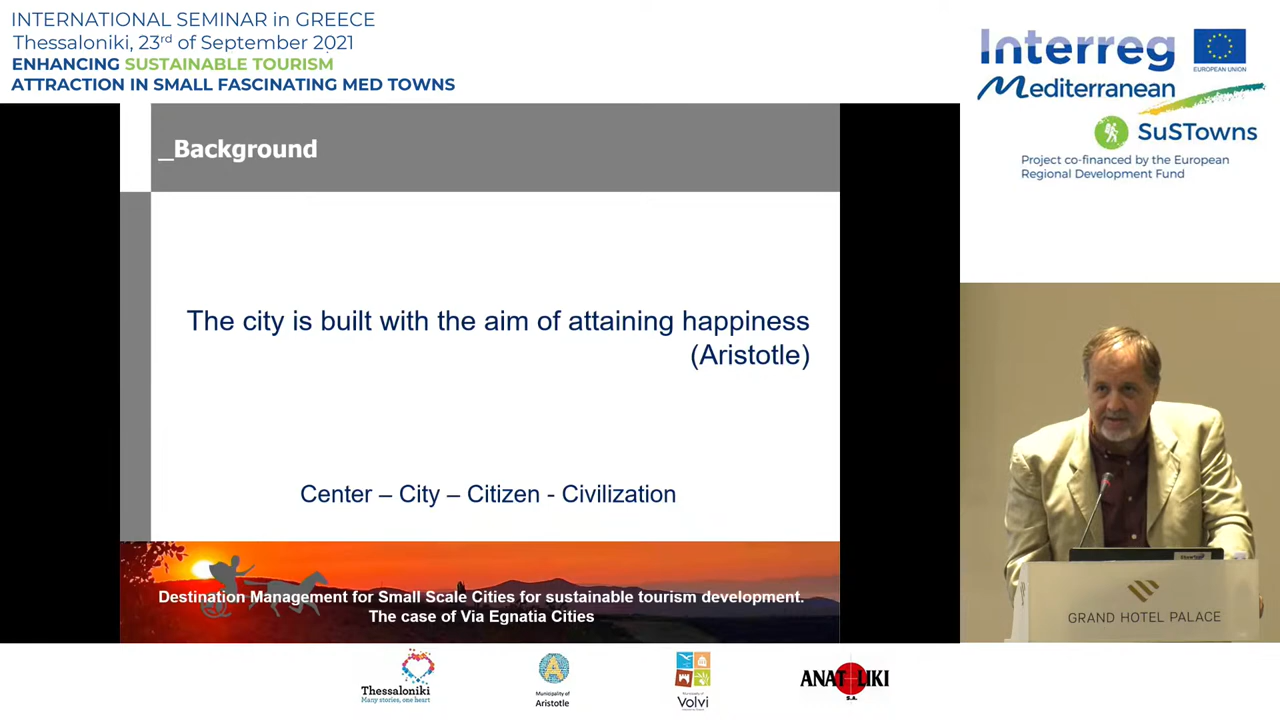 INTERNATIONAL SEMINAR in GREECE
Thessaloniki, 23rd of September 2021
ENHANCING SUSTAINABLE TOURISM
ATTRACTION IN SMALL FASCINATING MED TOWNS
Interreg
EUROPEAN UNION
Mediterranean
SuSTowns
Project co-financed by the European
Regional Development Fund
_Background
The city is built with the aim of attaining happiness
(Aristotle)
Center – City – Citizen - Civilization
Destination Management for Small Scale Cities for sustainable tourism development.
The case of Via Egnatia Cities
GRAND HOTEL PALACE
Thessaloniki
Many stories, one heart
Municipality of
Aristotle
Municipality of
Volvi
ANATOLIKI
S.A.